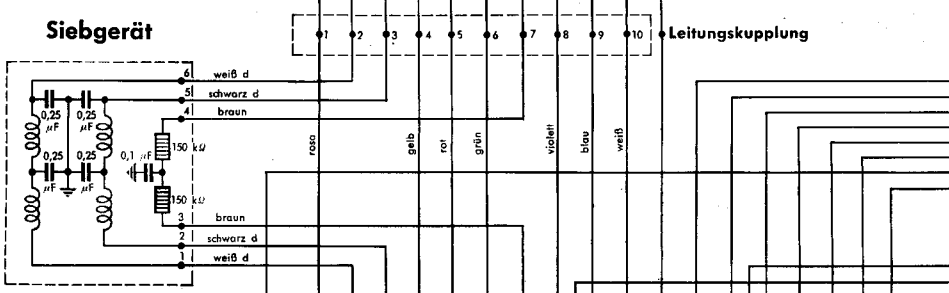 Siebgerät
1 2 3 4 5 6 7 8 9 10 Leitungskupplung
6 weiß d
5 schwarz d
4 braun
0,25 µF
0,25 µF
150 kΩ
0,1 µF
0,25 µF
0,25 µF
150 kΩ
3 braun
2 schwarz d
1 weiß d
rosa
gelb
rot
grün
violett
blau
weiß